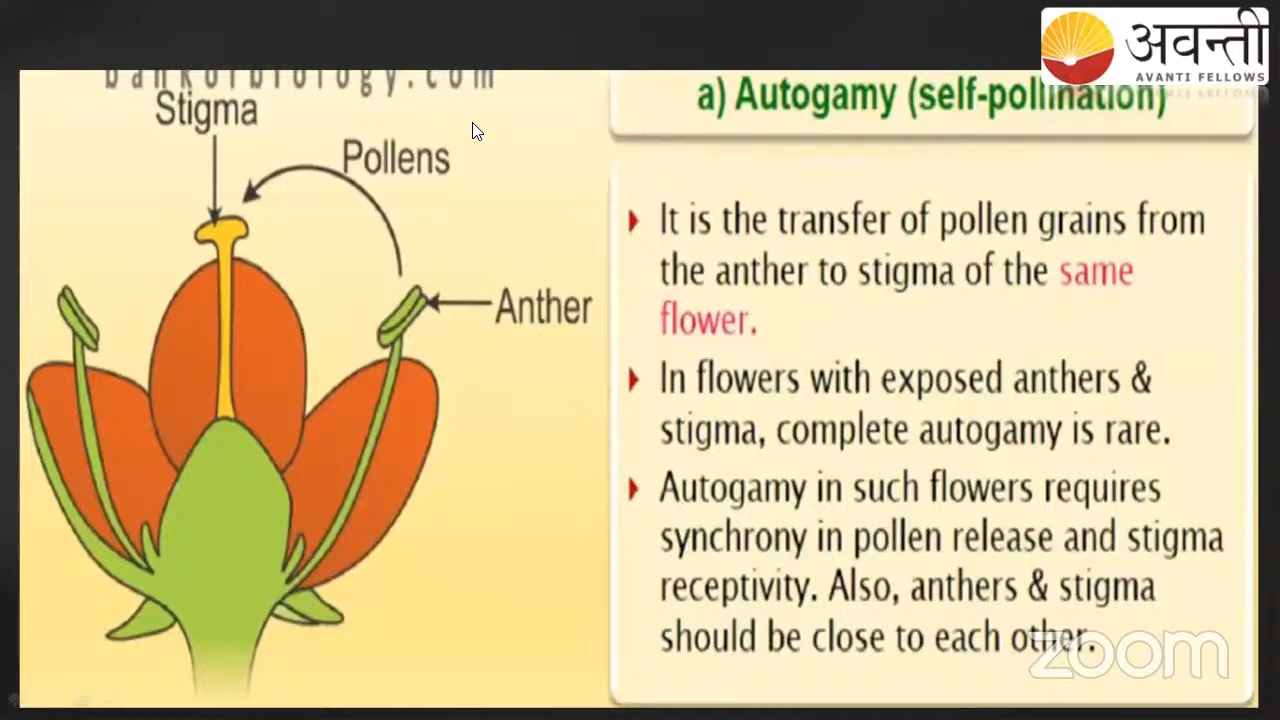 अवन्ती
AVANTI FELLOWS
bankofbiology.com
Stigma
Pollens
Anther
a) Autogamy (self-pollination)
It is the transfer of pollen grains from
the anther to stigma of the same
flower.
In flowers with exposed anthers &
stigma, complete autogamy is rare.
Autogamy in such flowers requires
synchrony in pollen release and stigma
receptivity. Also, anthers & stigma
should be close to each other.
zoom